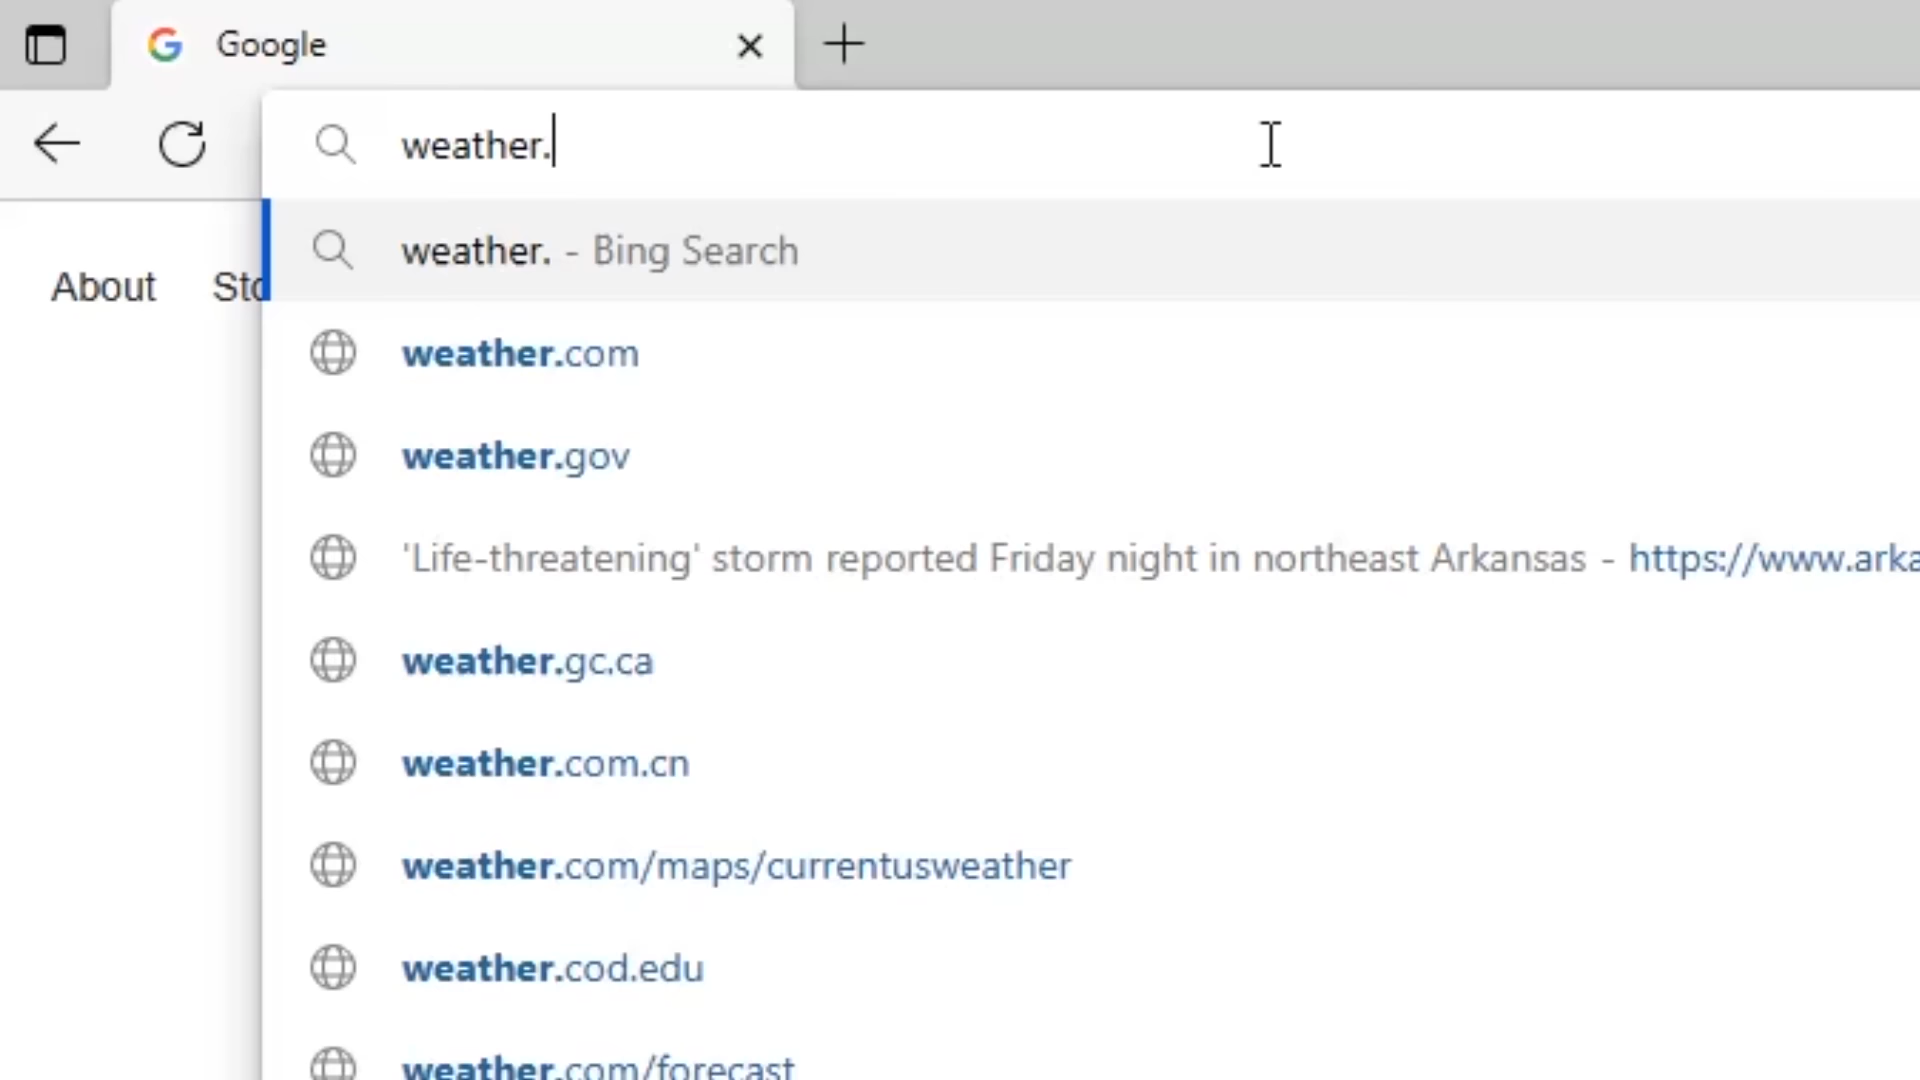 Google
weather.
weather. - Bing Search
About
weather.com
weather.gov
'Life-threatening' storm reported Friday night in northeast Arkansas - https://www.arka
weather.gc.ca
weather.com.cn
weather.com/maps/currentusweather
weather.cod.edu
weather.com/forecast